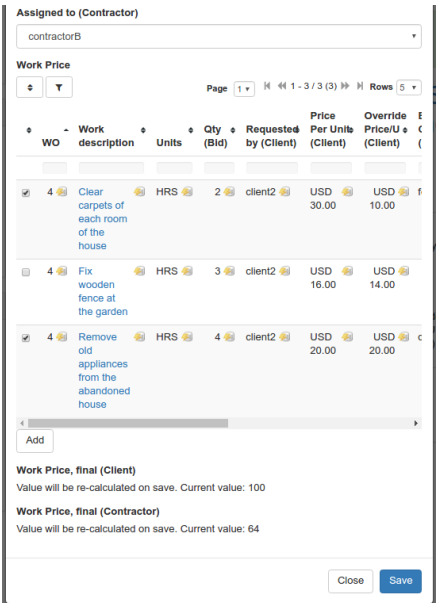 Assigned to (Contractor)
contractorB
Work Price
Page 1 1 - 3 / 3 (3) Rows 5
WO Work description Units Qty (Bid) Requested by (Client) Price Per Unit (Client) Override Price/U (Client)
4 Clear carpets of each room of the house HRS 2 client2 USD 30.00 USD 10.00
4 Fix wooden fence at the garden HRS 3 client2 USD 16.00 USD 14.00
4 Remove old appliances from the abandoned house HRS 4 client2 USD 20.00 USD 20.00
Add
Work Price, final (Client)
Value will be re-calculated on save. Current value: 100
Work Price, final (Contractor)
Value will be re-calculated on save. Current value: 64
Close Save